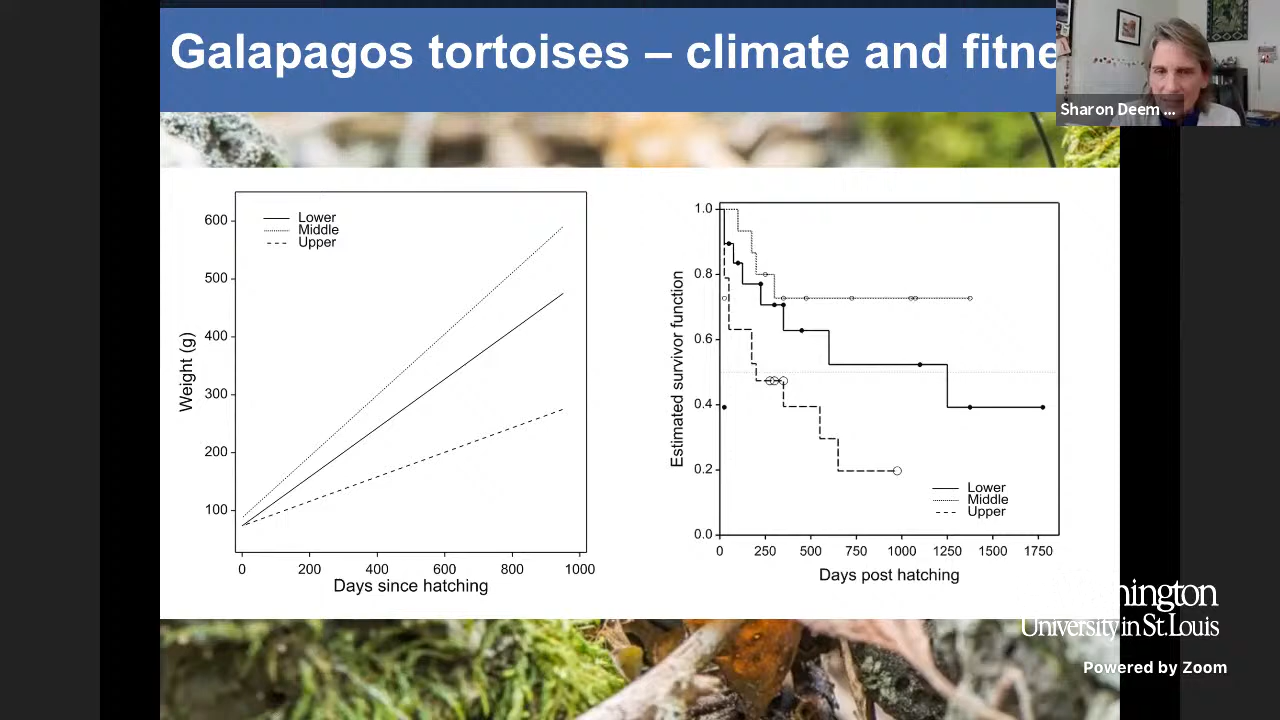 Galapagos tortoises – climate and fitne
Sharon Deem ...
Lower
Middle
Upper
600
500
400
300
200
100
Weight (g)
0 200 400 600 800 1000
Days since hatching
1.0
0.8
0.6
0.4
0.2
0.0
Estimated survivor function
Lower
Middle
Upper
0 250 500 750 1000 1250 1500 1750
Days post hatching
nington
University in St. Louis
Powered by Zoom